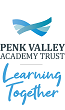 PENK VALLEY
ACADEMY TRUST
Learning
Together